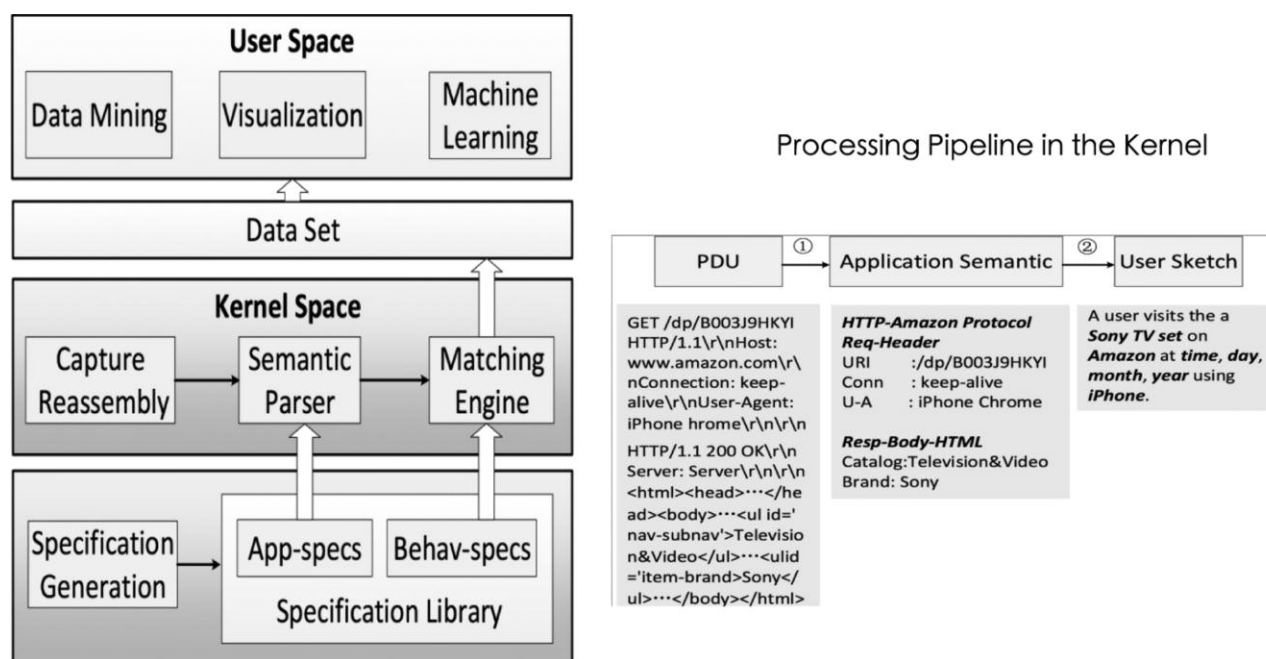 User Space
Data Mining
Visualization
Machine
Learning
Data Set
Kernel Space
Capture
Reassembly
Semantic
Parser
Matching
Engine
Specification
Generation
App-specs
Behav-specs
Specification Library
Processing Pipeline in the Kernel
PDU
①
Application Semantic
②
User Sketch
GET /dp/B003J9HKYI
HTTP/1.1\r\nHost:
www.amazon.com\r\
nConnection: keep-
alive\r\nUser-Agent:
iPhone hrome\r\n\r\n
HTTP/1.1 200 OK\r\n
Server: Server\r\n\r\n
<html><head>···</he
ad><body>···<ul id='
nav-subnav'>Televisio
n&Video</ul>···<ulid
='item-brand>Sony</
ul>···</body></html>
HTTP-Amazon Protocol
Req-Header
URI :/dp/B003J9HKYI
Conn : keep-alive
U-A : iPhone Chrome
Resp-Body-HTML
Catalog:Television&Video
Brand: Sony
A user visits the a
Sony TV set on
Amazon at time, day,
month, year using
iPhone.